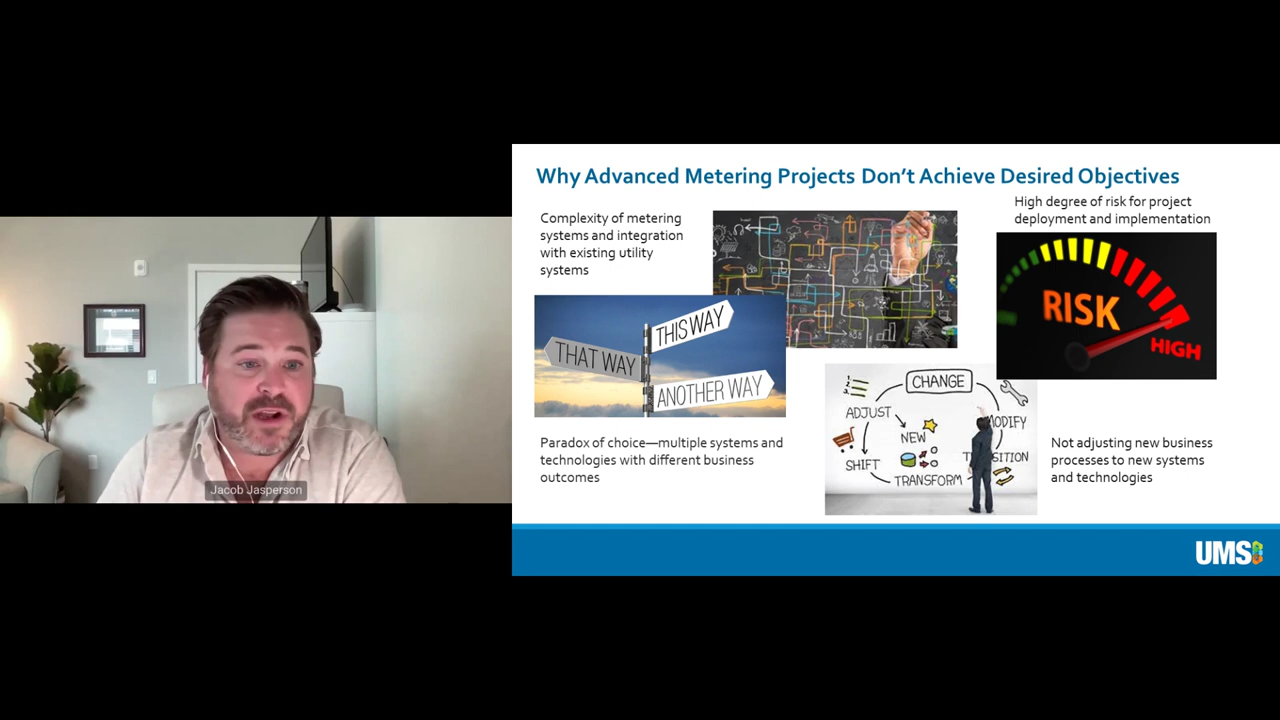 Why Advanced Metering Projects Don't Achieve Desired Objectives
Complexity of metering
systems and integration
with existing utility
systems
High degree of risk for project
deployment and implementation
THIS WAY
THAT WAY
ANOTHER WAY
RISK
HIGH
CHANGE
ADJUST
MODIFY
NEW
SHIFT
TRANSFORM
Paradox of choice—multiple systems and
technologies with different business
outcomes
Not adjusting new business
processes to new systems
and technologies
Jacob Jasperson
UMS